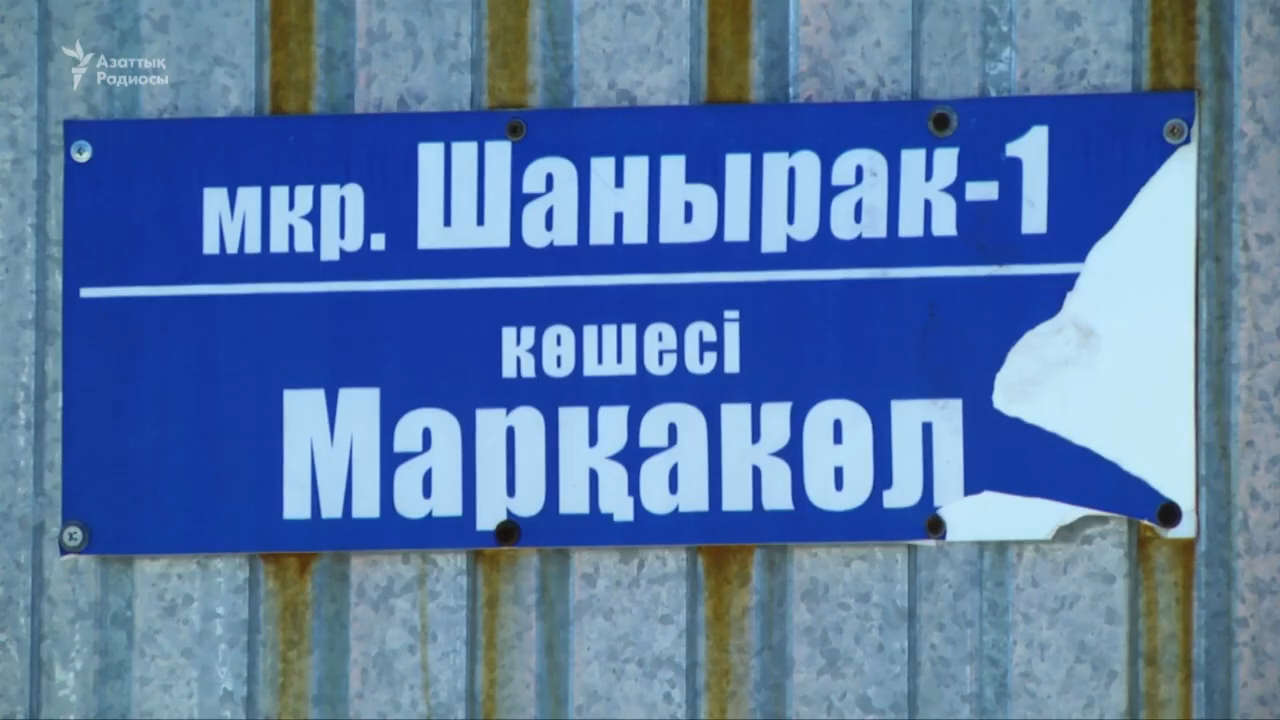 Азаттық
Радиосы
мкр. Шанырак-1
көшесі
Марқакөл